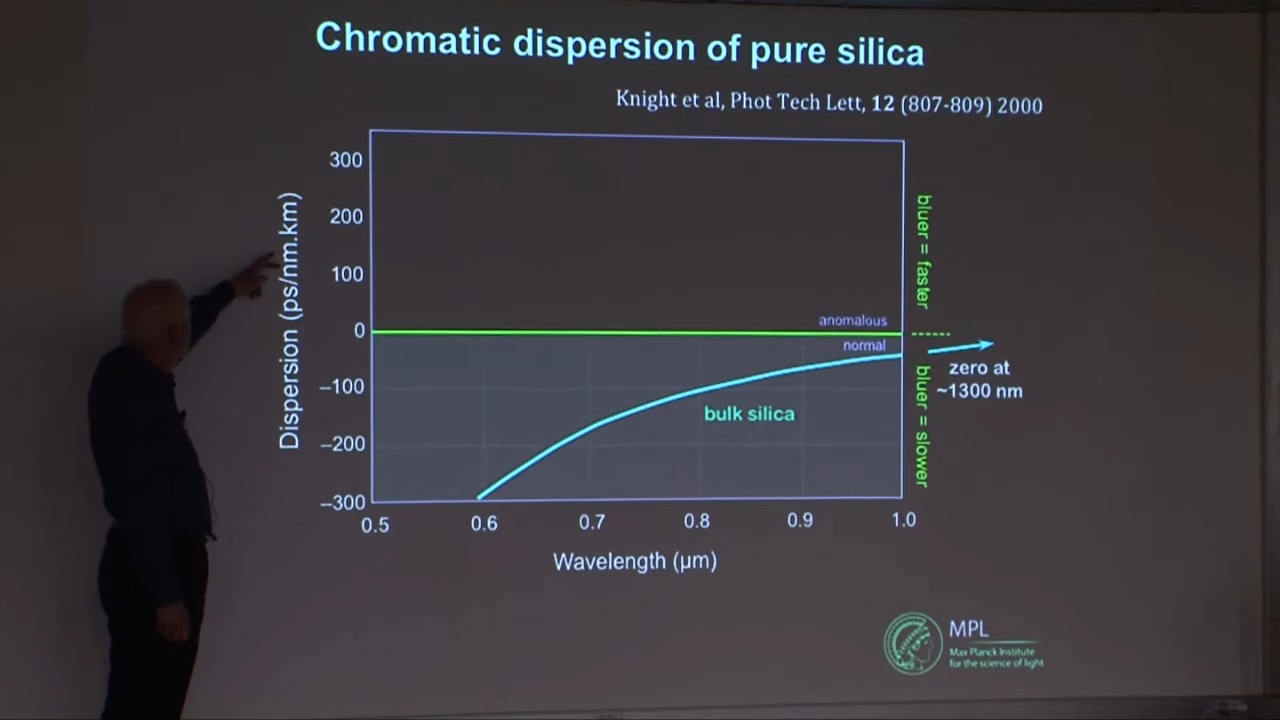 Chromatic dispersion of pure silica
Knight et al, Phot Tech Lett, 12 (807-809) 2000
Dispersion (ps/nm.km)
300
200
100
0
–100
–200
–300
anomalous
normal
bulk silica
bluer = faster
bluer = slower
zero at
~1300 nm
0.5
0.6
0.7
0.8
0.9
1.0
Wavelength (µm)
MPL
Max Planck Institute
for the science of light